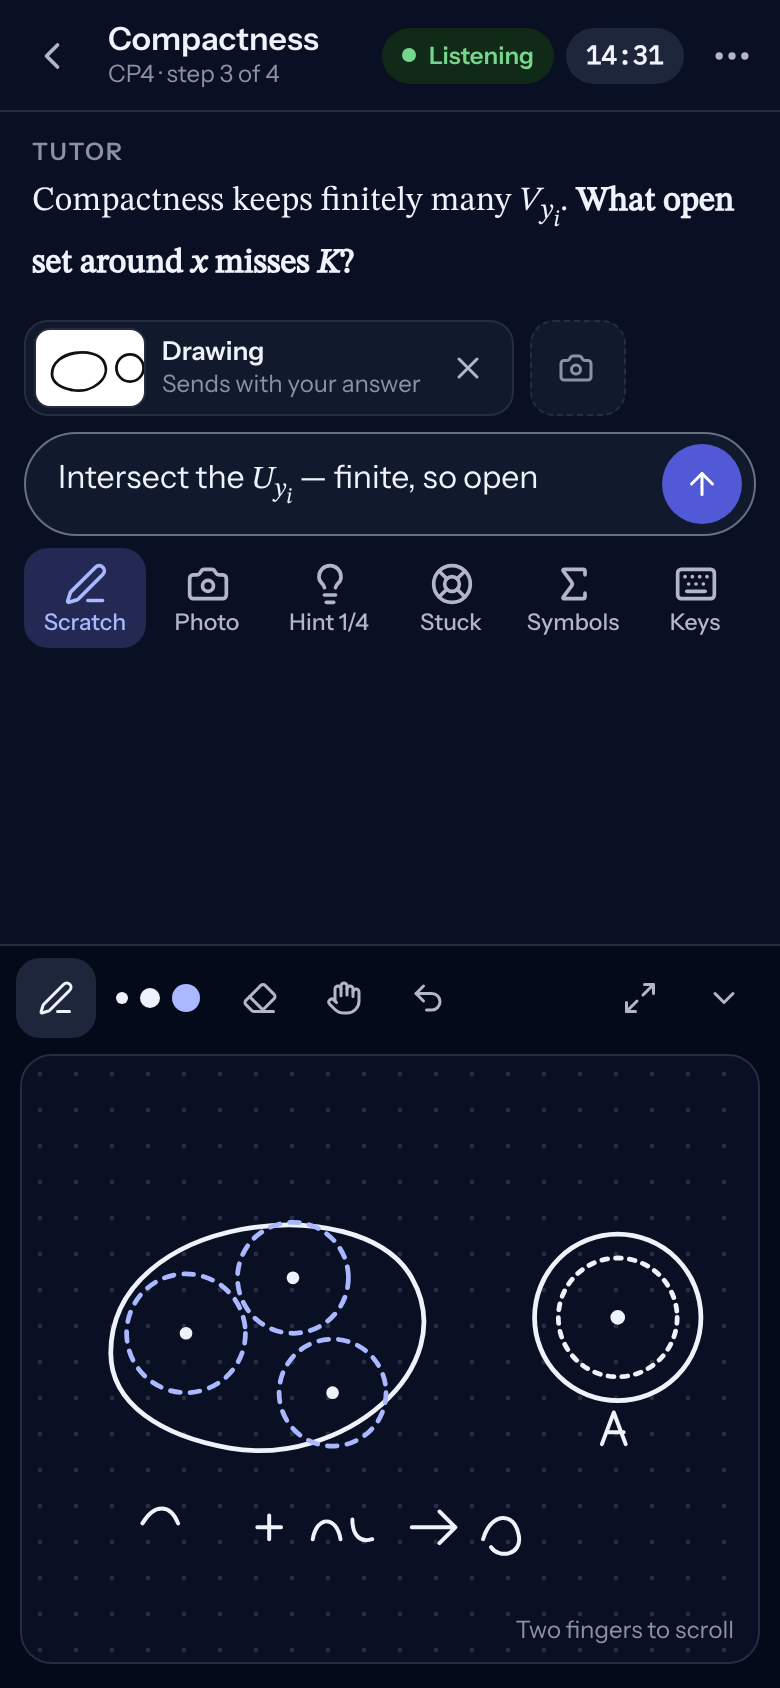 Compactness
CP4 · step 3 of 4
Listening
14:31
TUTOR
Compactness keeps finitely many V_{y_i}. What open
set around x misses K?
Drawing
Sends with your answer
Intersect the U_{y_i} — finite, so open
Scratch
Photo
Hint 1/4
Stuck
Symbols
Keys
A
+ →
Two fingers to scroll